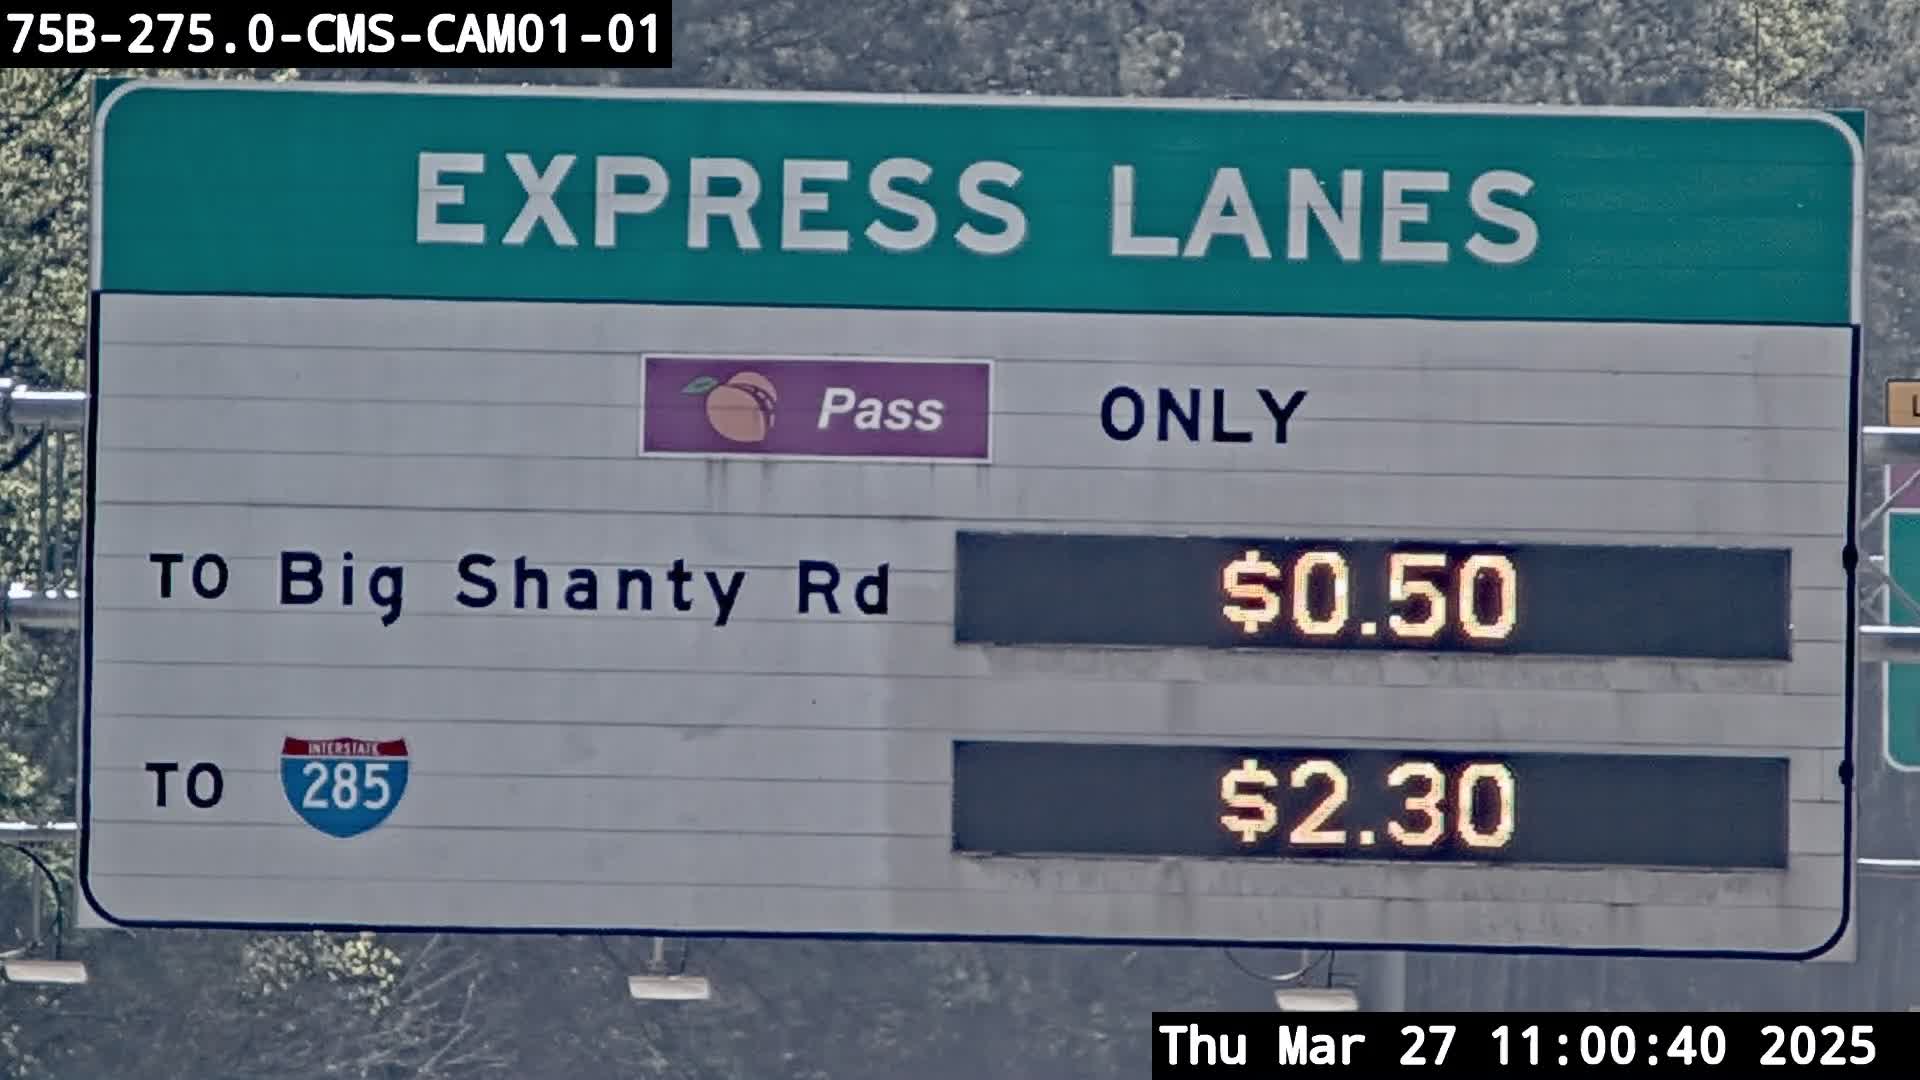 75B-275.0-CMS-CAM01-01
EXPRESS LANES
Pass ONLY
TO Big Shanty Rd $0.50
INTERSTATE
TO 285 $2.30
Thu Mar 27 11:00:40 2025